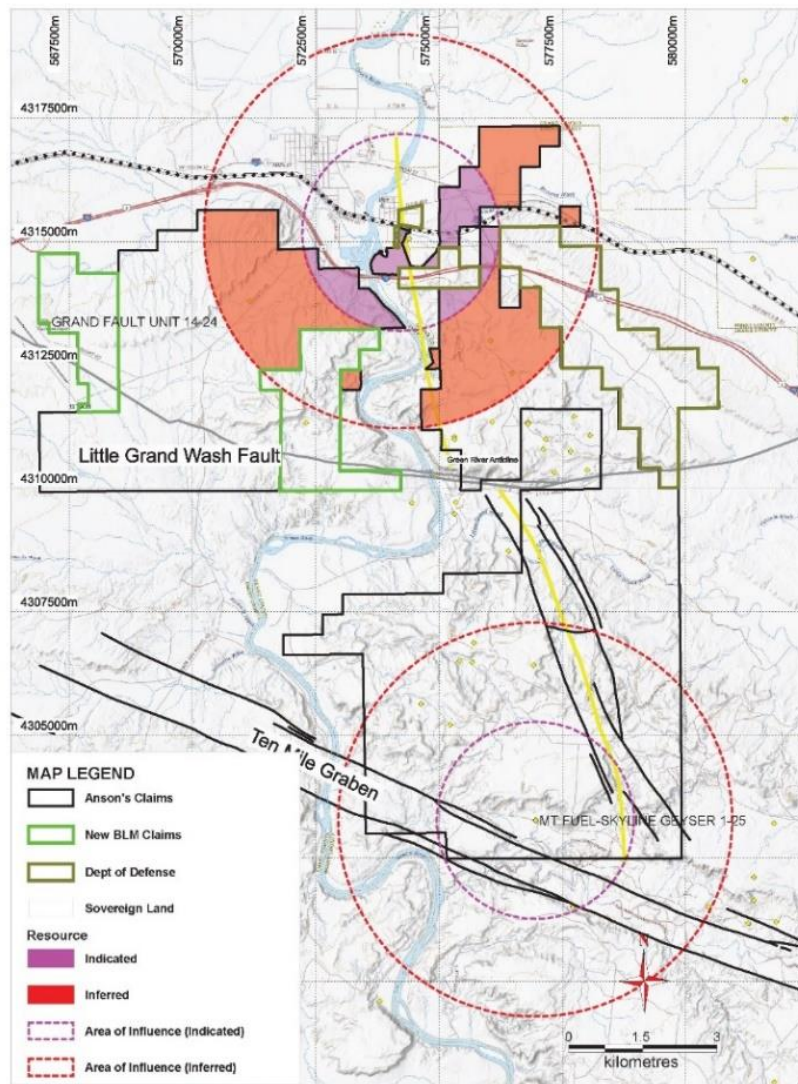 567500m
570000m
572500m
575000m
577500m
580000m
4317500m
4315000m
GRAND FAULT UNIT 14-24
4312500m
Little Grand Wash Fault
Green River Anticline
4310000m
4307500m
4305000m
Ten Mile Graben
MT FUEL-SKYLINE GEYSER 1-25
MAP LEGEND
Anson's Claims
New BLM Claims
Dept of Defense
Sovereign Land
Resource
Indicated
Inferred
Area of Influence (Indicated)
Area of Influence (Inferred)
0 1.5 3
kilometres